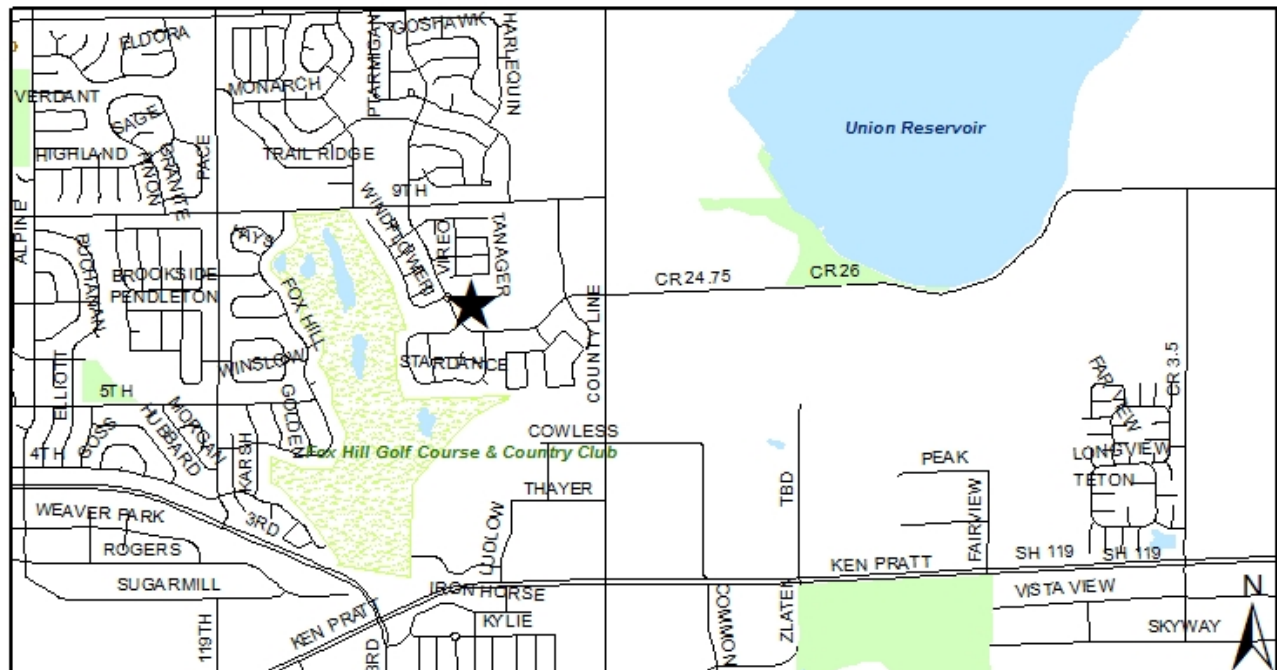 GOSHAWK
ELDORA
PTARMIGAN
HARLEQUIN
MONARCH
VERDANT
SAGE
Union Reservoir
HIGHLAND
GRANITE
PACE
TRAIL RIDGE
9TH
ALPINE
WINDFLOWER
VIREO
TANAGER
BROOKSIDE
PENDLETON
FOX HILL
CR 24.75
CR 26
COUNTY LINE
WINSLOW
STARDANCE
5TH
ELLIOTT
GOLDEN
CR 3.5
FARVIEW
MORGAN
HUBBARD
GOSS
4TH
KARSH
COWLESS
Fox Hill Golf Course & Country Club
LONGVIEW
PEAK
TETON
THAYER
TBD
WEAVER PARK
3RD
LUDLOW
FAIRVIEW
ROGERS
SH 119
SH 119
KEN PRATT
SUGARMILL
IRON HORSE
VISTA VIEW
N
KYLIE
COMMON
ZLATEN
SKYWAY
119TH
KEN PRATT
3RD